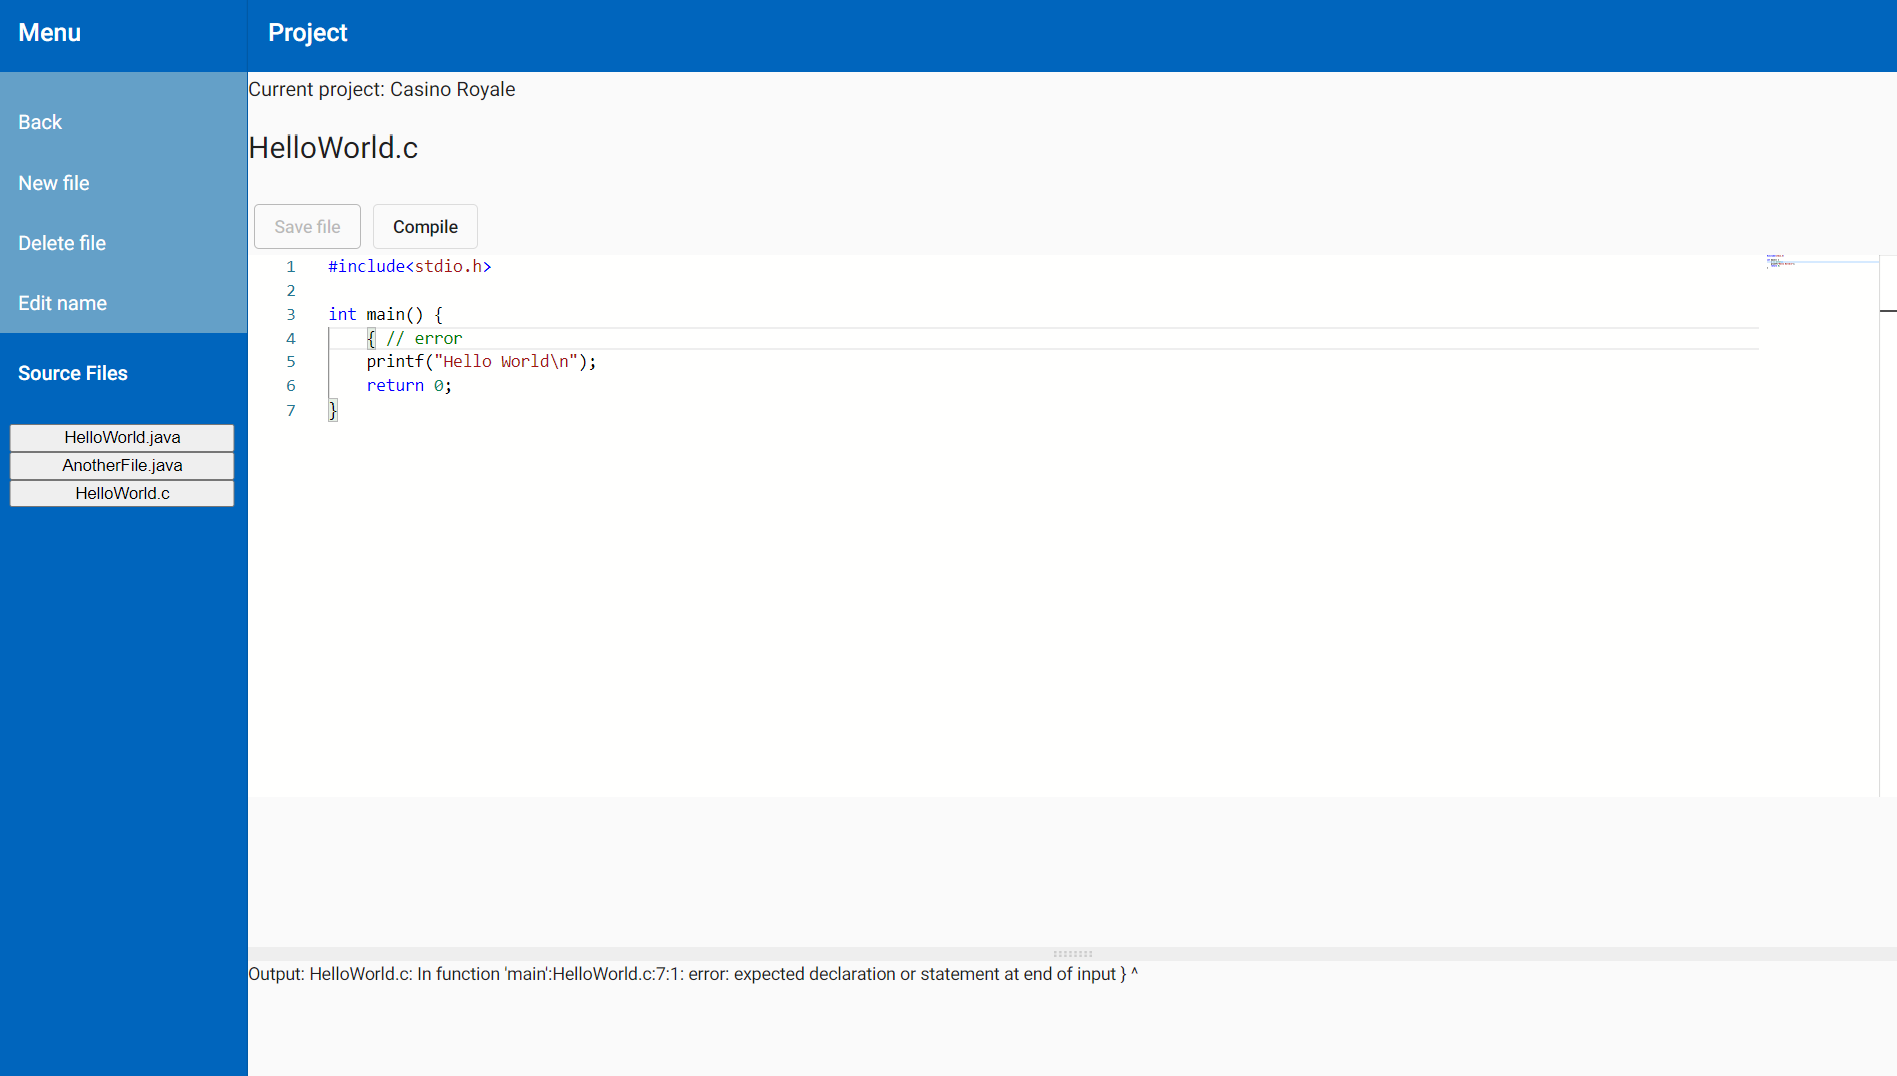 Menu
Project
Back
New file
Delete file
Edit name
Source Files
HelloWorld.java
AnotherFile.java
HelloWorld.c
Current project: Casino Royale
HelloWorld.c
Save file
Compile
1 #include<stdio.h>
2
3 int main() {
4     { // error
5     printf("Hello World\n");
6     return 0;
7 }
Output: HelloWorld.c: In function 'main':HelloWorld.c:7:1: error: expected declaration or statement at end of input } ^